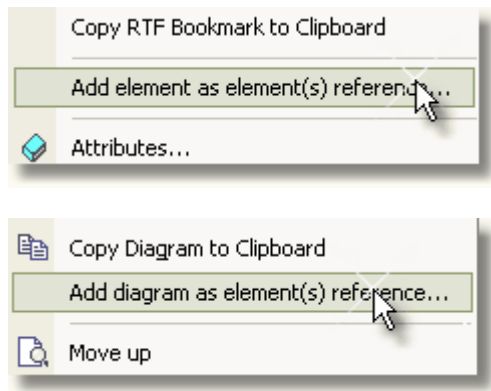 Copy RTF Bookmark to Clipboard
Add element as element(s) reference...
Attributes...
Copy Diagram to Clipboard
Add diagram as element(s) reference...
Move up